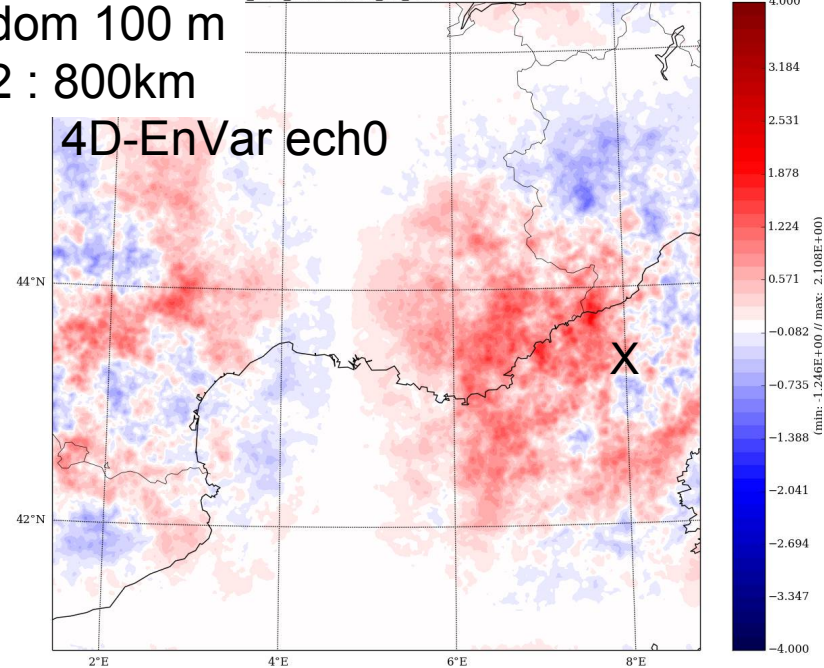 dom 100 m
2 : 800km
4D-EnVar ech0
X
44°N
42°N
2°E
4°E
6°E
8°E
4.000
3.184
2.531
1.878
1.224
0.571
−0.082
−0.735
−1.388
−2.041
−2.694
−3.347
−4.000
(min: -1.246E+00 // max: 2.108E+00)